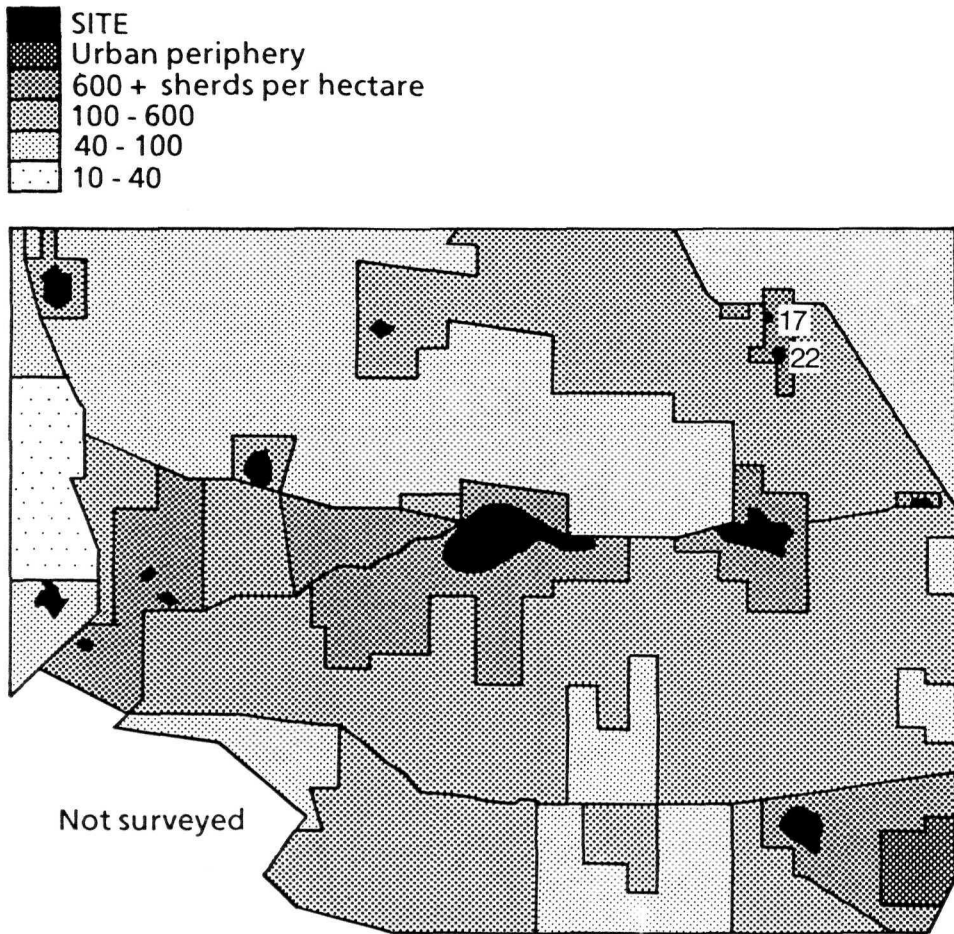 SITE
Urban periphery
600 + sherds per hectare
100 - 600
40 - 100
10 - 40
17
22
Not surveyed